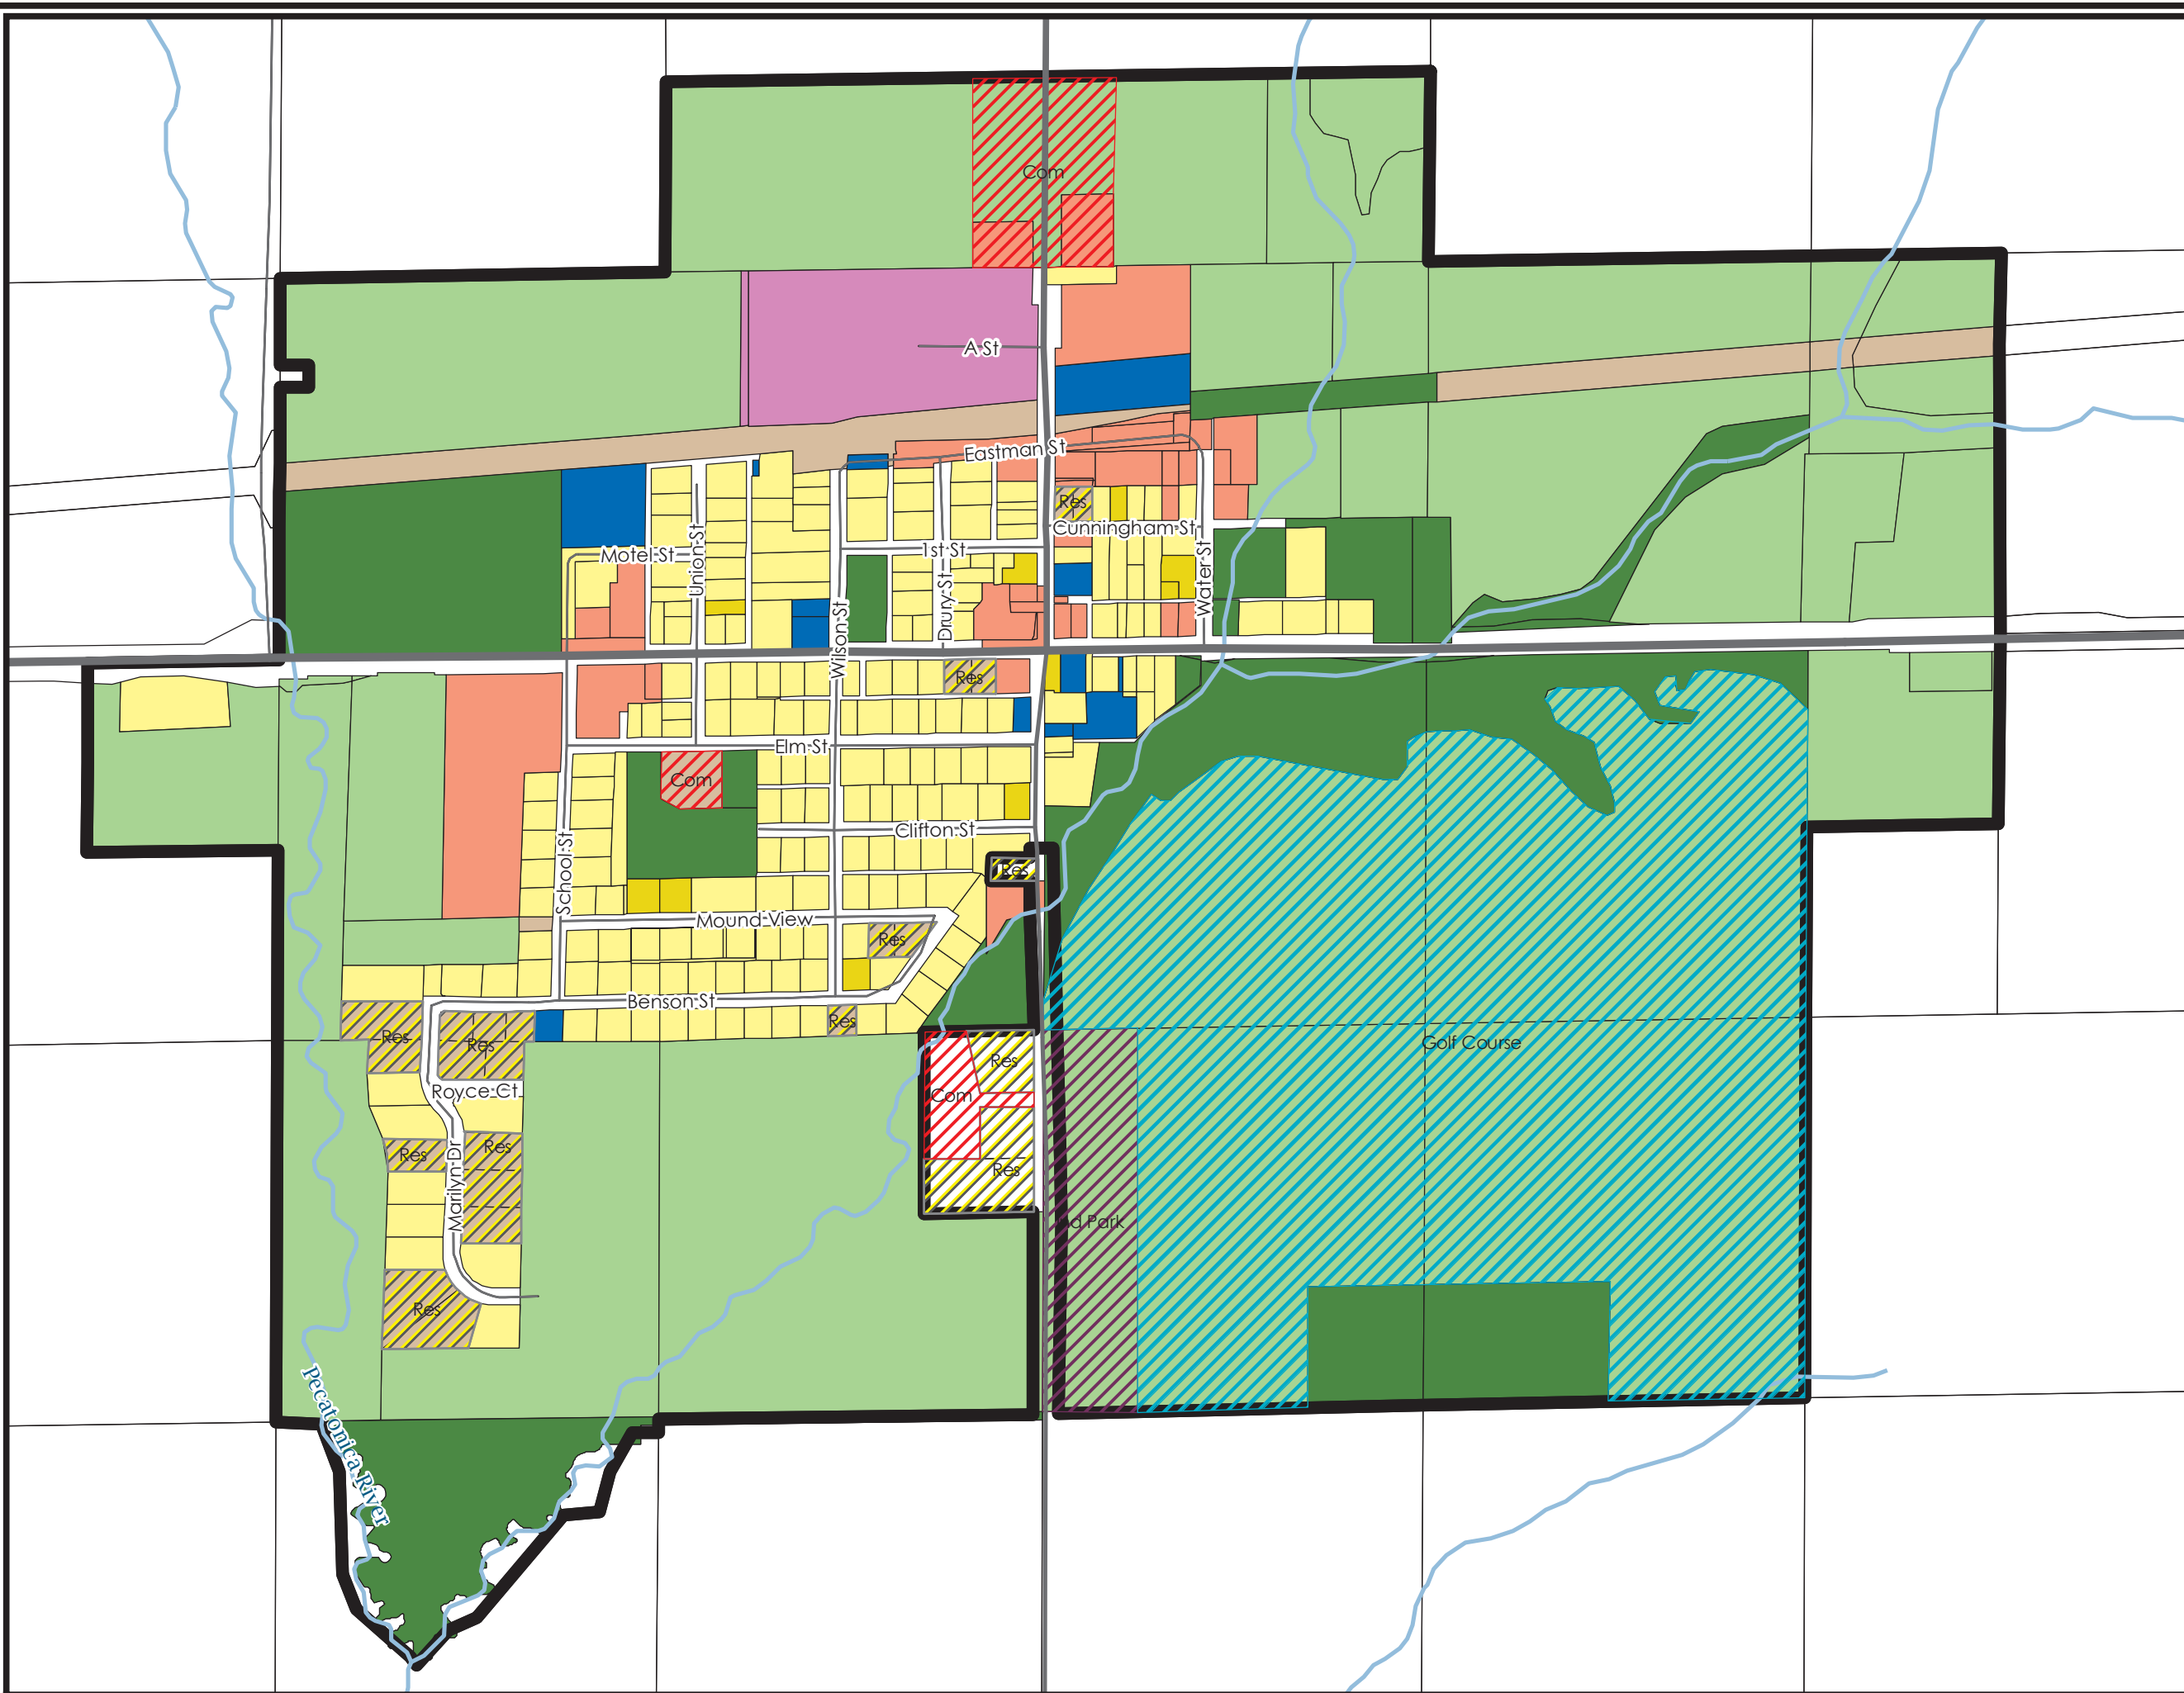 Com
A St
Eastman St
Res
Cunningham St
1st St
Motel St
Union St
Drury St
Water St
Wilson St
Res
Elm St
Com
Clifton St
School St
Res
Mound View
Res
Benson St
Res
Res
Res
Golf Course
Res
Royce Ct
Com
Res
Res
Res
Marilyn Dr
Park
Res
Pecatonica River